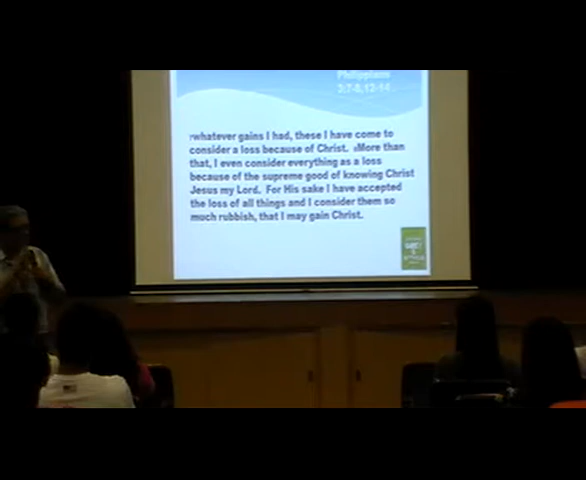 Philippians
3:7-8,12-14
7whatever gains I had, these I have come to
consider a loss because of Christ. 8More than
that, I even consider everything as a loss
because of the supreme good of knowing Christ
Jesus my Lord. For His sake I have accepted
the loss of all things and I consider them so
much rubbish, that I may gain Christ.